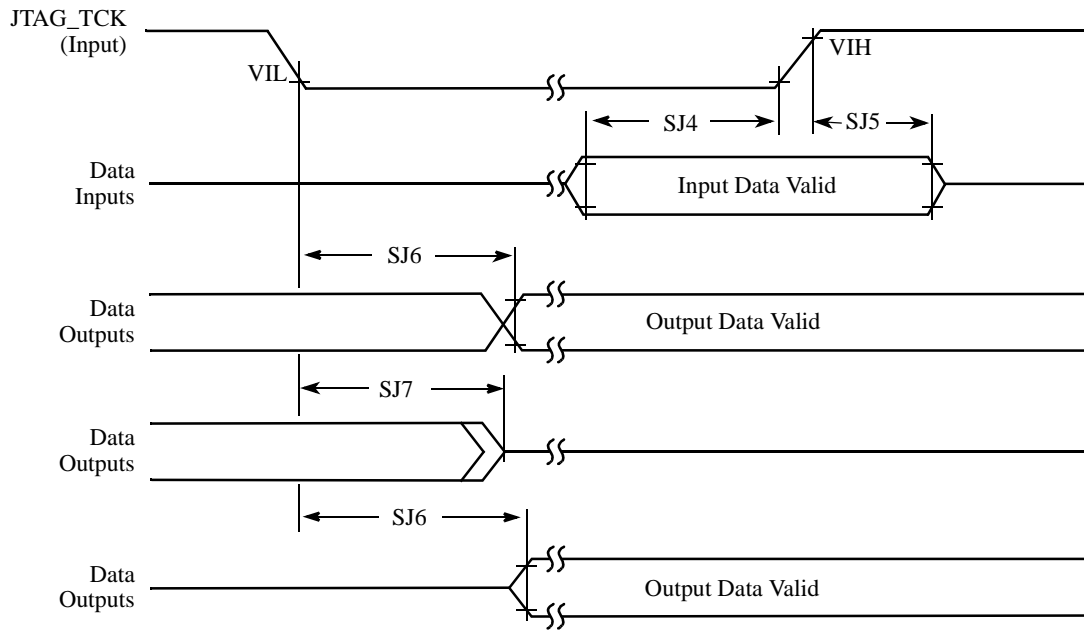 JTAG_TCK
(Input)
VIL
VIH
SJ4
SJ5
Data
Inputs
Input Data Valid
SJ6
Data
Outputs
Output Data Valid
SJ7
Data
Outputs
SJ6
Data
Outputs
Output Data Valid